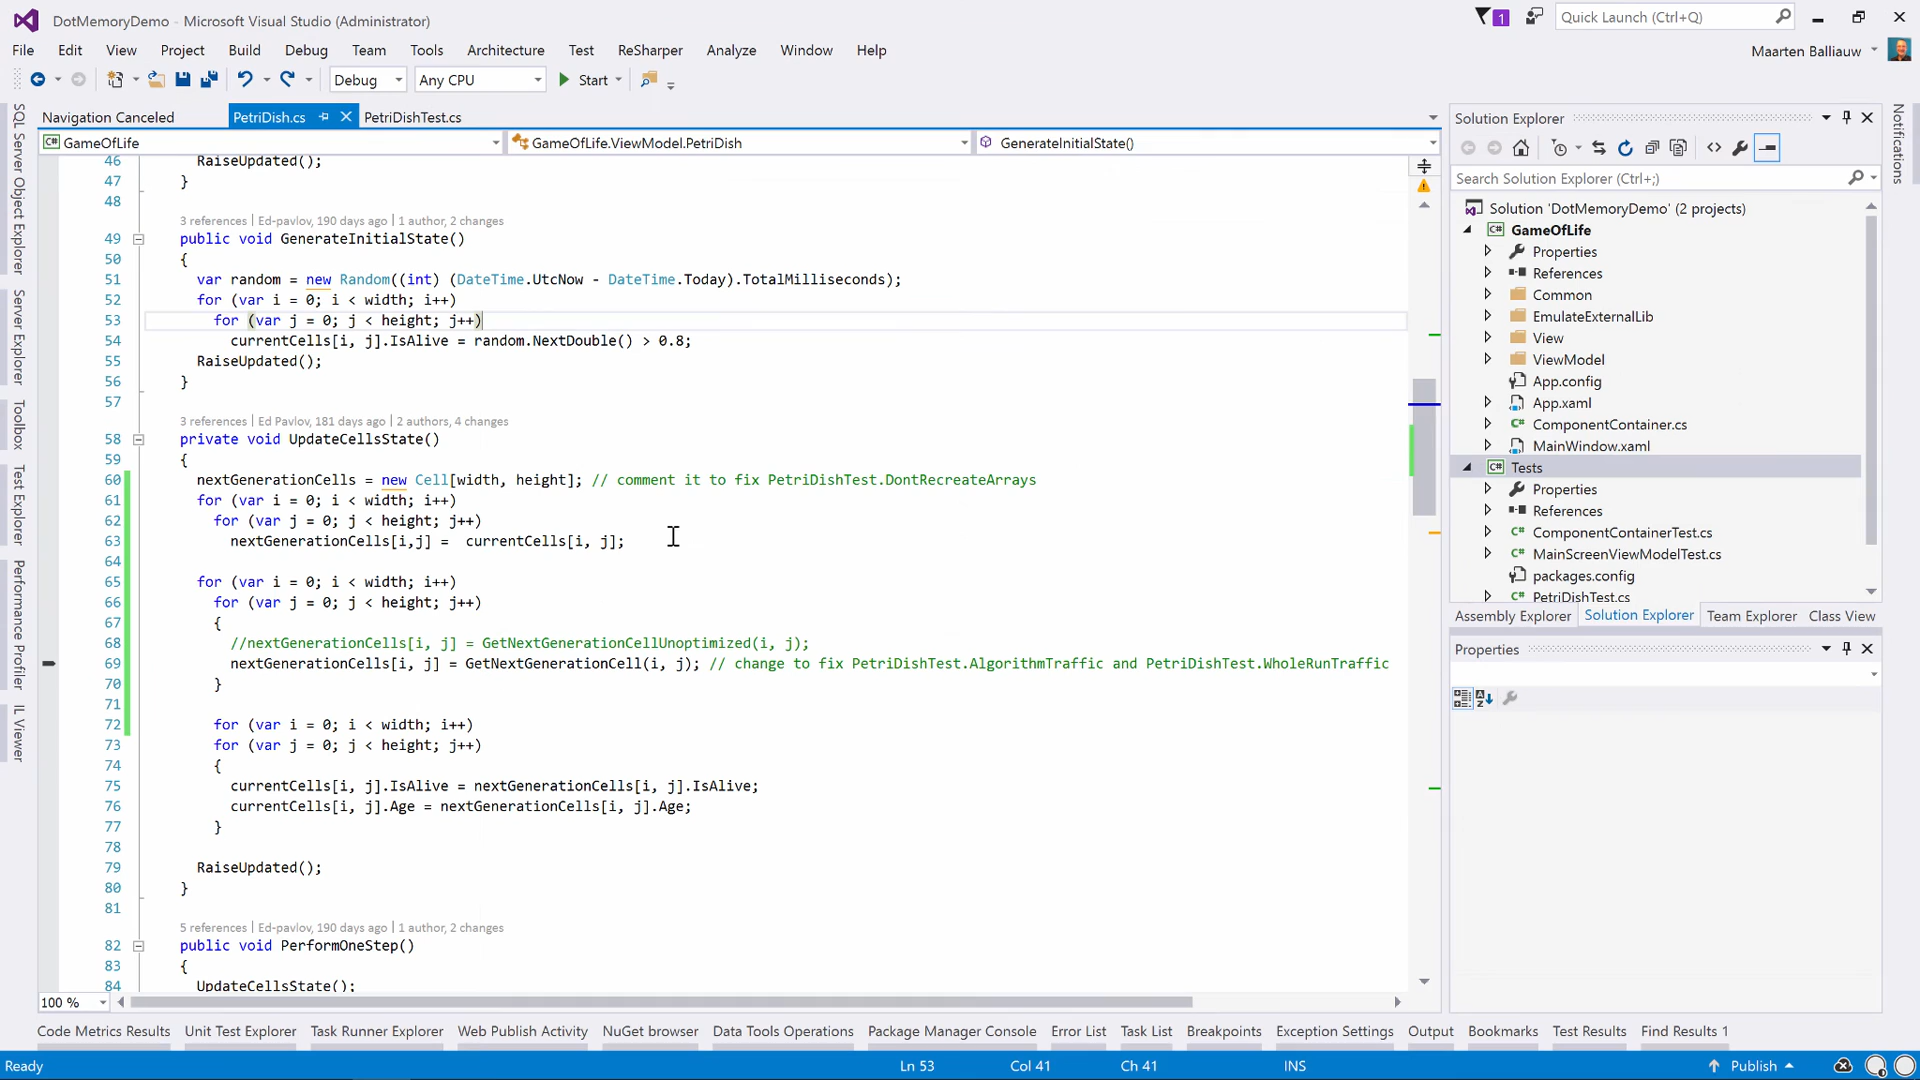 DotMemoryDemo - Microsoft Visual Studio (Administrator)
1
Quick Launch (Ctrl+Q)
File Edit View Project Build Debug Team Tools Architecture Test ReSharper Analyze Window Help
Maarten Balliauw
Debug Any CPU Start
Navigation Canceled PetriDish.cs PetriDishTest.cs
GameOfLife GameOfLife.ViewModel.PetriDish GenerateInitialState()
SQL Server Object Explorer
Server Explorer
Toolbox
Test Explorer
Performance Profiler
IL Viewer
46 RaiseUpdated();
47 }
48
3 references | Ed-pavlov, 190 days ago | 1 author, 2 changes
49 public void GenerateInitialState()
50 {
51 var random = new Random((int) (DateTime.UtcNow - DateTime.Today).TotalMilliseconds);
52 for (var i = 0; i < width; i++)
53 for (var j = 0; j < height; j++)
54 currentCells[i, j].IsAlive = random.NextDouble() > 0.8;
55 RaiseUpdated();
56 }
57
3 references | Ed Pavlov, 181 days ago | 2 authors, 4 changes
58 private void UpdateCellsState()
59 {
60 nextGenerationCells = new Cell[width, height]; // comment it to fix PetriDishTest.DontRecreateArrays
61 for (var i = 0; i < width; i++)
62 for (var j = 0; j < height; j++)
63 nextGenerationCells[i,j] =  currentCells[i, j];
64
65 for (var i = 0; i < width; i++)
66 for (var j = 0; j < height; j++)
67 {
68 //nextGenerationCells[i, j] = GetNextGenerationCellUnoptimized(i, j);
69 nextGenerationCells[i, j] = GetNextGenerationCell(i, j); // change to fix PetriDishTest.AlgorithmTraffic and PetriDishTest.WholeRunTraffic
70 }
71
72 for (var i = 0; i < width; i++)
73 for (var j = 0; j < height; j++)
74 {
75 currentCells[i, j].IsAlive = nextGenerationCells[i, j].IsAlive;
76 currentCells[i, j].Age = nextGenerationCells[i, j].Age;
77 }
78
79 RaiseUpdated();
80 }
81
5 references | Ed-pavlov, 190 days ago | 1 author, 2 changes
82 public void PerformOneStep()
83 {
84 UpdateCellsState();
100 %
Solution Explorer
Search Solution Explorer (Ctrl+;)
Solution 'DotMemoryDemo' (2 projects)
C# GameOfLife
Properties
References
Common
EmulateExternalLib
View
ViewModel
App.config
App.xaml
C# ComponentContainer.cs
MainWindow.xaml
C# Tests
Properties
References
C# ComponentContainerTest.cs
C# MainScreenViewModelTest.cs
packages.config
C# PetriDishTest.cs
Assembly Explorer Solution Explorer Team Explorer Class View
Properties
Notifications
Code Metrics Results Unit Test Explorer Task Runner Explorer Web Publish Activity NuGet browser Data Tools Operations Package Manager Console Error List Task List Breakpoints Exception Settings Output Bookmarks Test Results Find Results 1
Ready Ln 53 Col 41 Ch 41 INS Publish